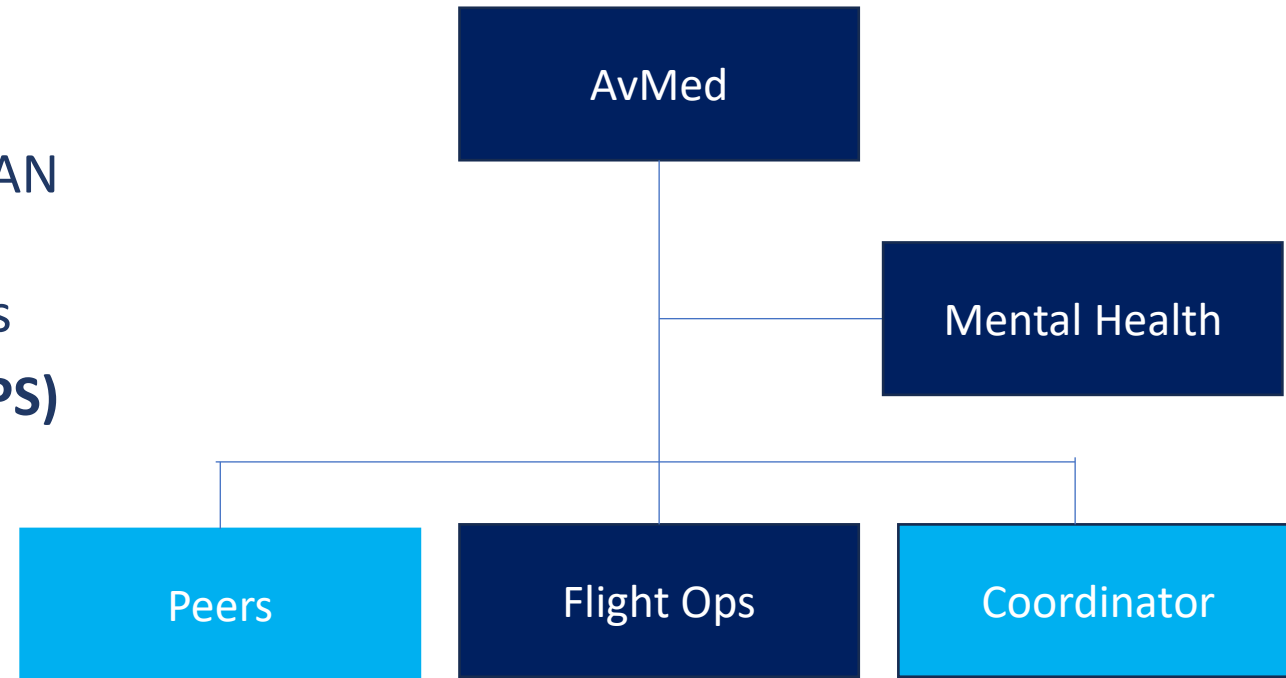 AvMed
AN
Mental Health
s
PS)
Peers
Flight Ops
Coordinator